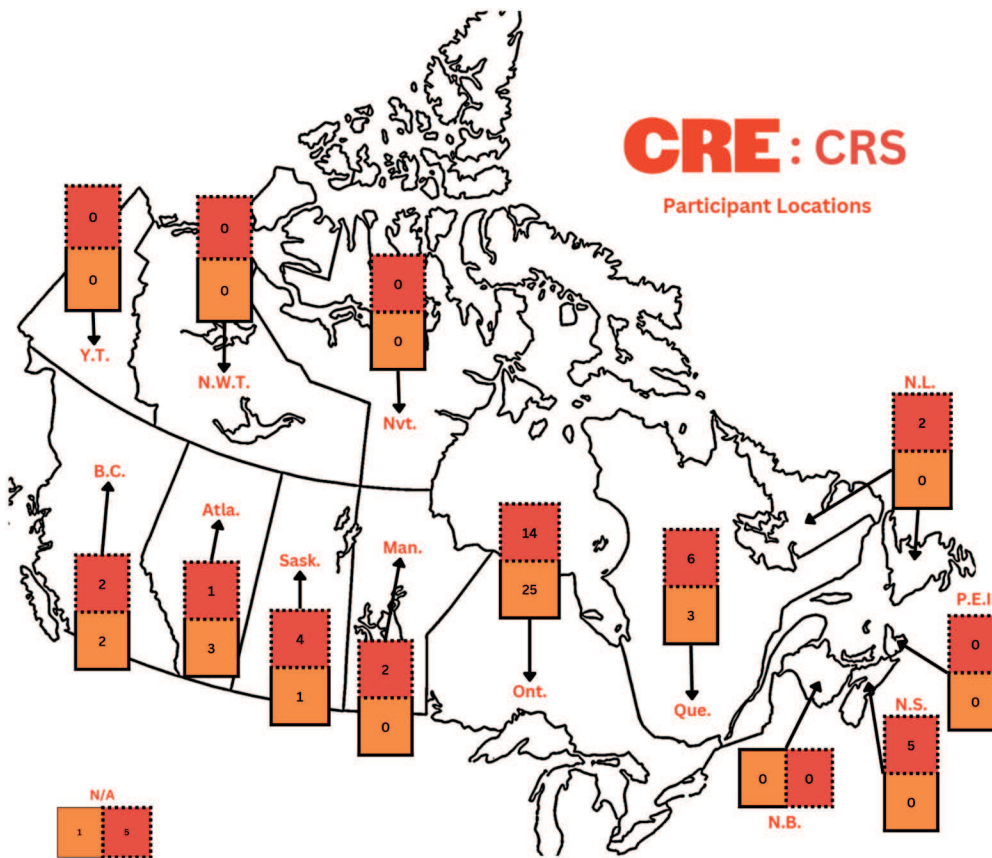 CRE : CRS
Participant Locations
0
0
Y.T.
0
0
N.W.T.
0
0
Nvt.
N.L.
2
0
B.C.
2
2
Atla.
1
3
Sask.
4
1
Man.
2
0
14
25
Ont.
6
3
Que.
P.E.I
0
0
N.S.
5
0
0 0
N.B.
N/A
1 5